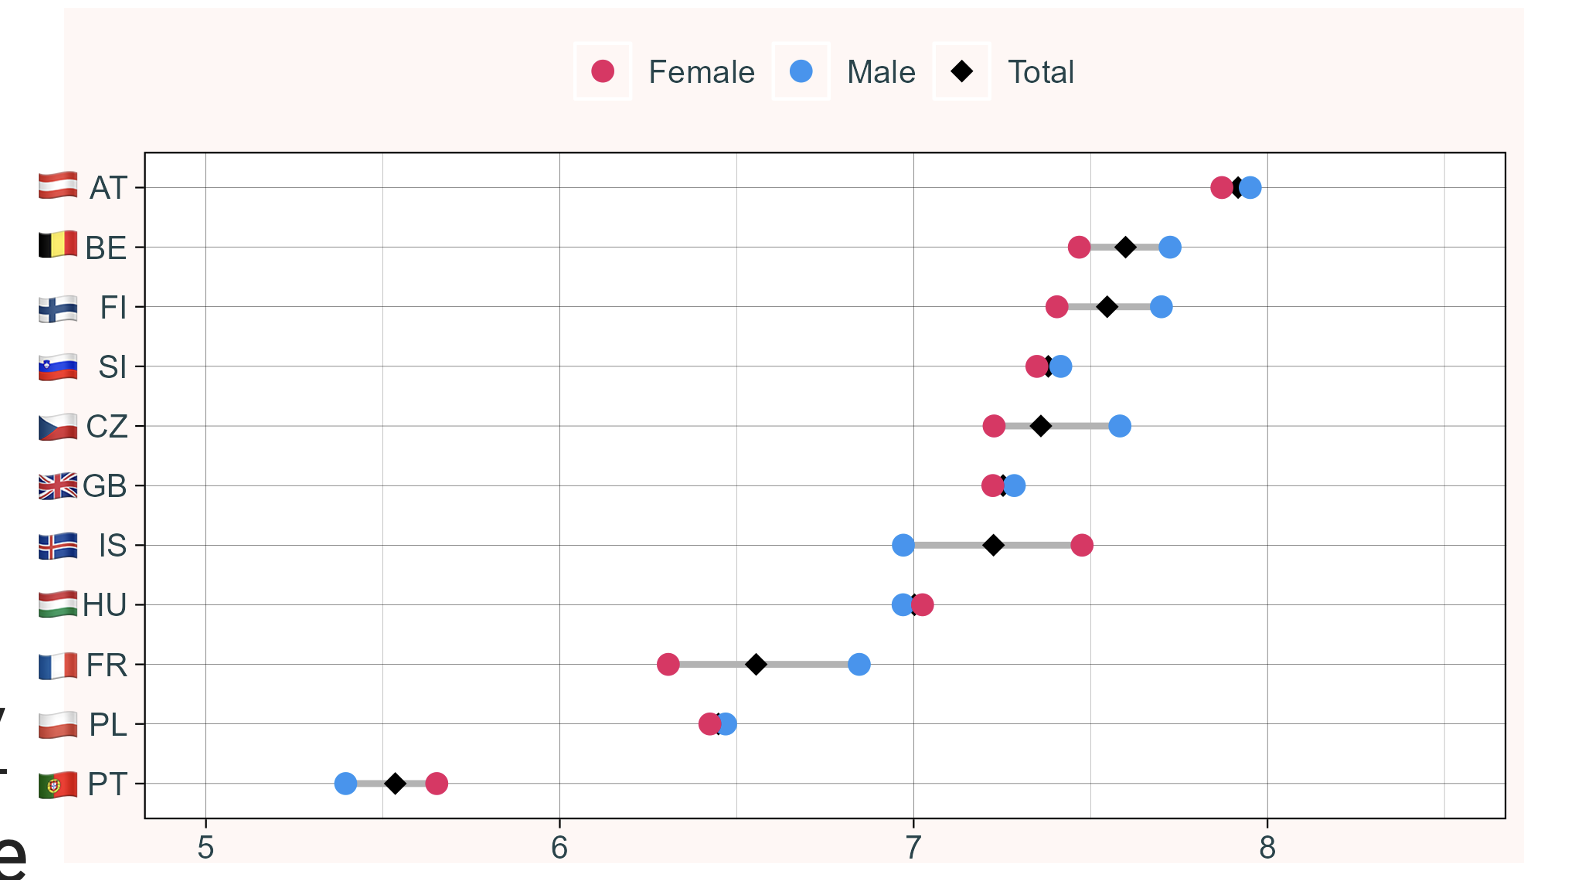 Female Male Total
AT
BE
FI
SI
CZ
GB
IS
HU
FR
PL
PT
5 6 7 8
e